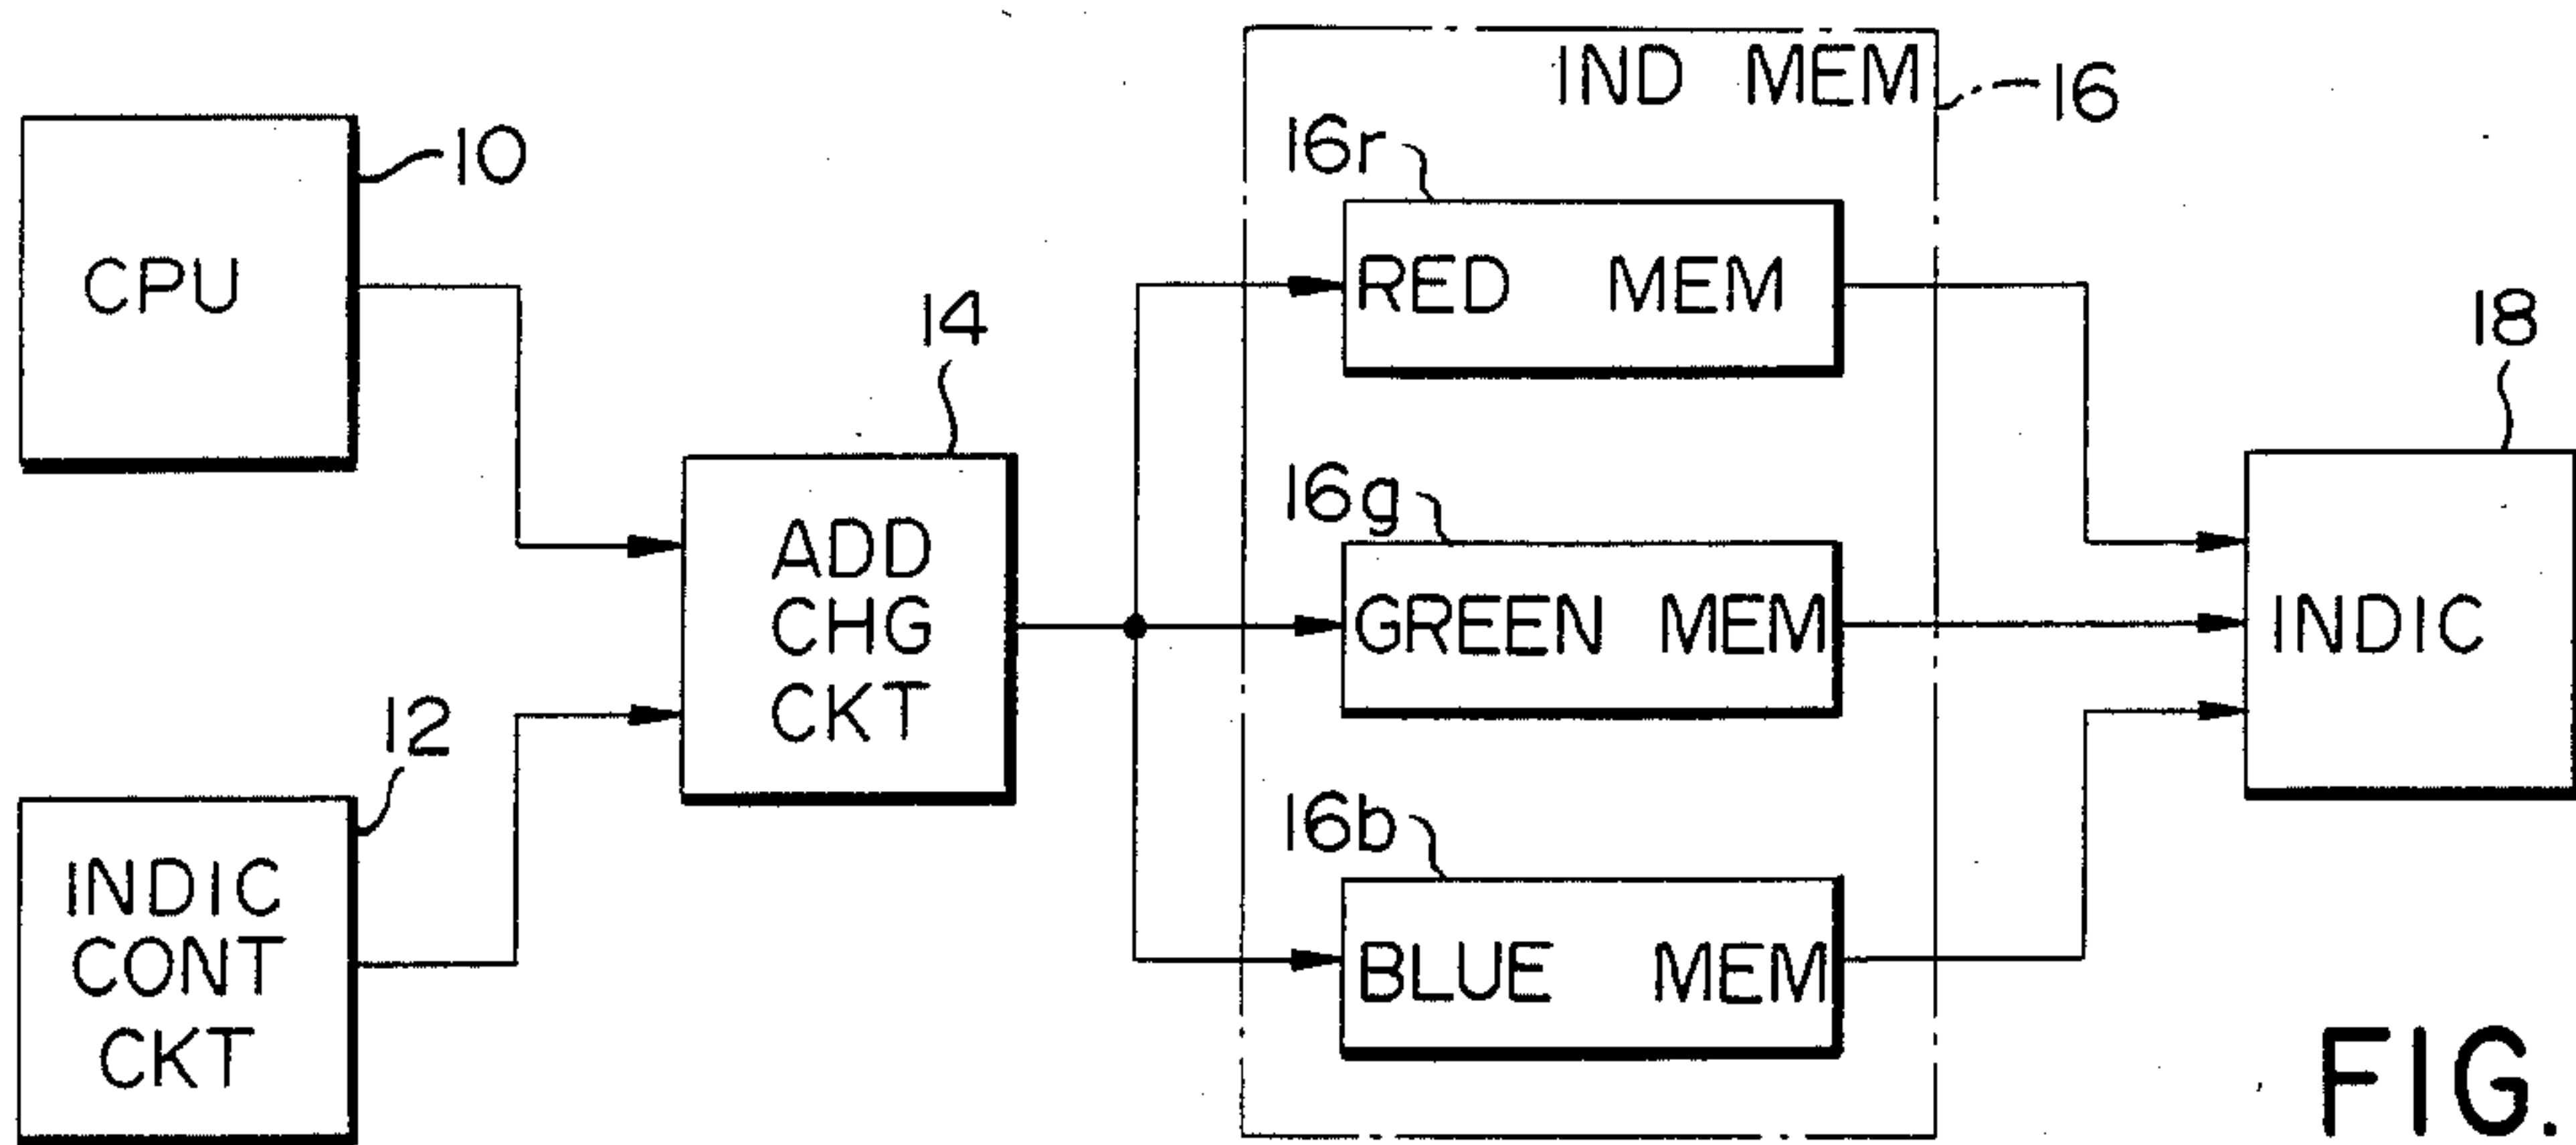 IND MEM
16
10
CPU
16r
RED MEM
14
18
ADD
CHG
CKT
16g
GREEN MEM
INDIC
12
INDIC
CONT
CKT
16b
BLUE MEM
FIG.